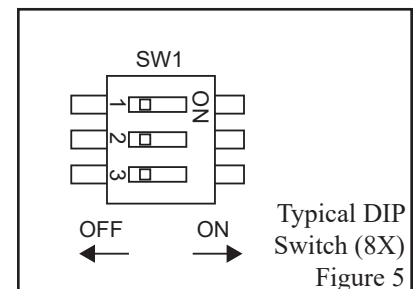 SW1
1
ON
2
3
OFF
ON
Typical DIP
Switch (8X)
Figure 5